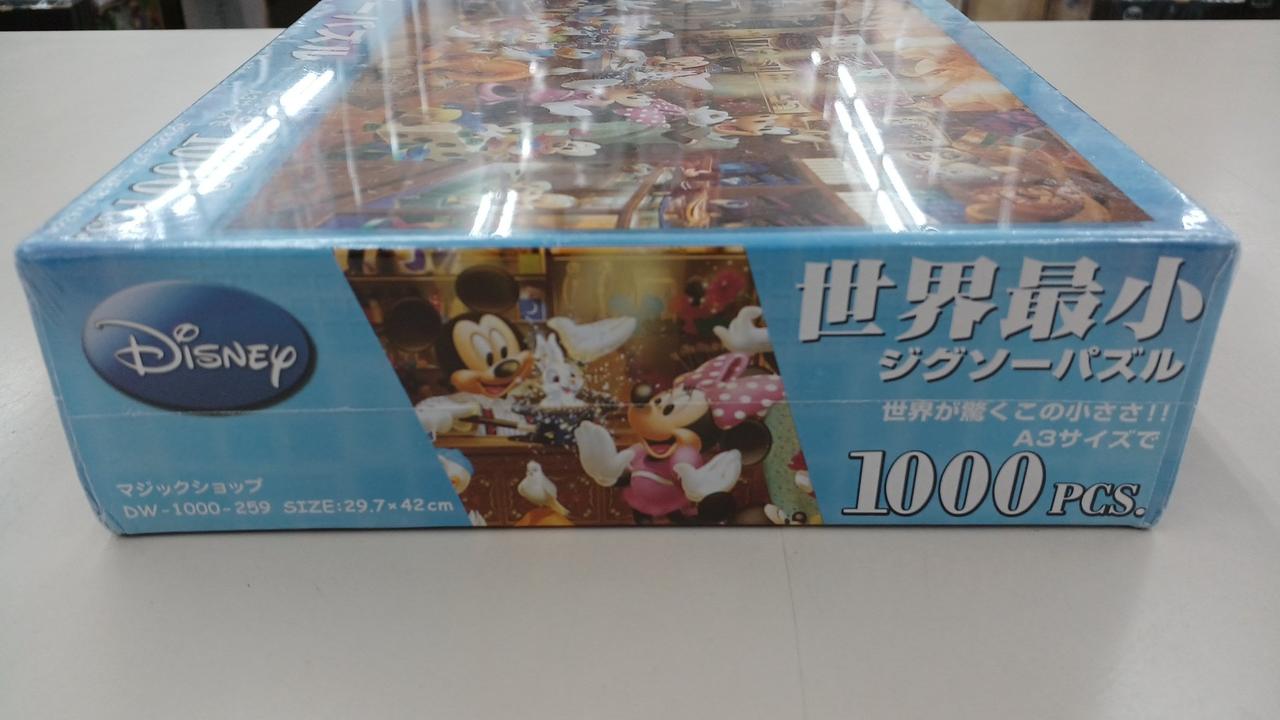 DISNEY
マジックショップ
DW-1000-259 SIZE:29.7×42cm
世界最小
ジグソーパズル
世界が驚くこの小ささ!!
A3サイズで
1000 PCS.